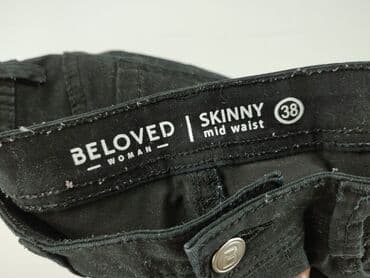 BELOVED
WOMAN
SKINNY
mid waist
38